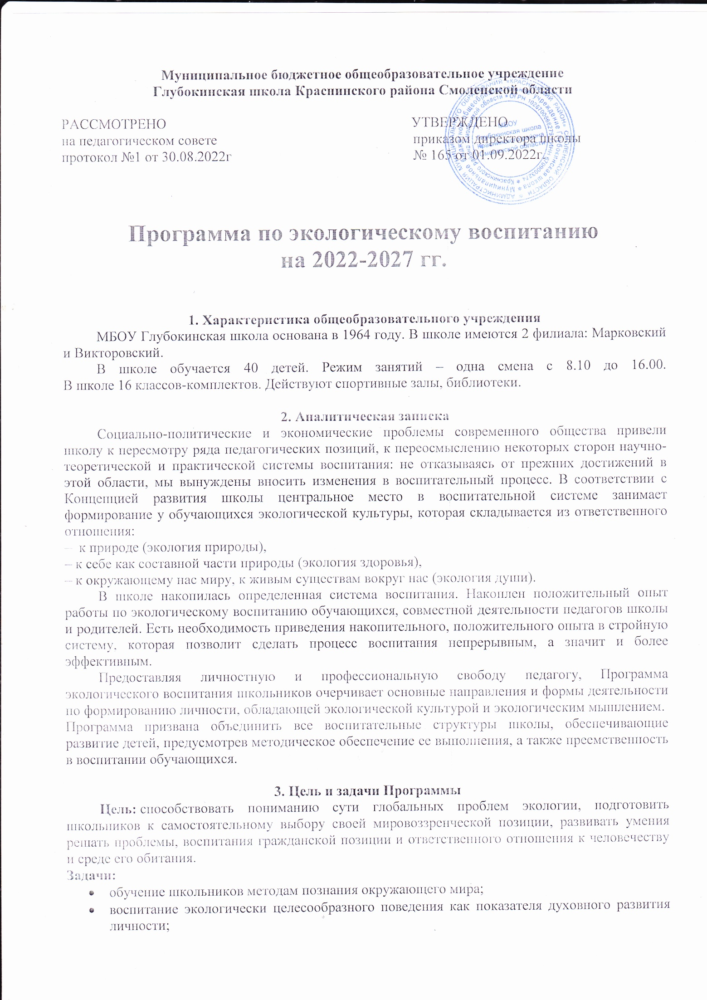 Муниципальное бюджетное общеобразовательное учреждение
Глубокинская школа Краснинского района Смоленской области
РАССМОТРЕНО
на педагогическом совете
протокол №1 от 30.08.2022г
УТВЕРЖДЕНО
приказом директора школы
№ 165 от 01.09.2022г.
МБОУ
Глубокинская школа
Краснинского района
Смоленской области
Программа по экологическому воспитанию
на 2022-2027 гг.
1. Характеристика общеобразовательного учреждения
МБОУ Глубокинская школа основана в 1964 году. В школе имеются 2 филиала: Марковский
и Викторовский.
В школе обучается 40 детей. Режим занятий – одна смена с 8.10 до 16.00.
В школе 16 классов-комплектов. Действуют спортивные залы, библиотеки.
2. Аналитическая записка
Социально-политические и экономические проблемы современного общества привели
школу к пересмотру ряда педагогических позиций, к переосмыслению некоторых сторон научно-
теоретической и практической системы воспитания: не отказываясь от прежних достижений в
этой области, мы вынуждены вносить изменения в воспитательный процесс. В соответствии с
Концепцией развития школы центральное место в воспитательной системе занимает
формирование у обучающихся экологической культуры, которая складывается из ответственного
отношения:
– к природе (экология природы),
– к себе как составной части природы (экология здоровья),
– к окружающему нас миру, к живым существам вокруг нас (экология души).
В школе накопилась определенная система воспитания. Накоплен положительный опыт
работы по экологическому воспитанию обучающихся, совместной деятельности педагогов школы
и родителей. Есть необходимость приведения накопительного, положительного опыта в стройную
систему, которая позволит сделать процесс воспитания непрерывным, а значит и более
эффективным.
Предоставляя личностную и профессиональную свободу педагогу, Программа
экологического воспитания школьников очерчивает основные направления и формы деятельности
по формированию личности, обладающей экологической культурой и экологическим мышлением.
Программа призвана объединить все воспитательные структуры школы, обеспечивающие
развитие детей, предусмотрев методическое обеспечение ее выполнения, а также преемственность
в воспитании обучающихся.
3. Цель и задачи Программы
Цель: способствовать пониманию сути глобальных проблем экологии, подготовить
школьников к самостоятельному выбору своей мировоззренческой позиции, развивать умения
решать проблемы, воспитания гражданской позиции и ответственного отношения к человечеству
и среде его обитания.
Задачи:
• обучение школьников методам познания окружающего мира;
• воспитание экологически целесообразного поведения как показателя духовного развития
личности;